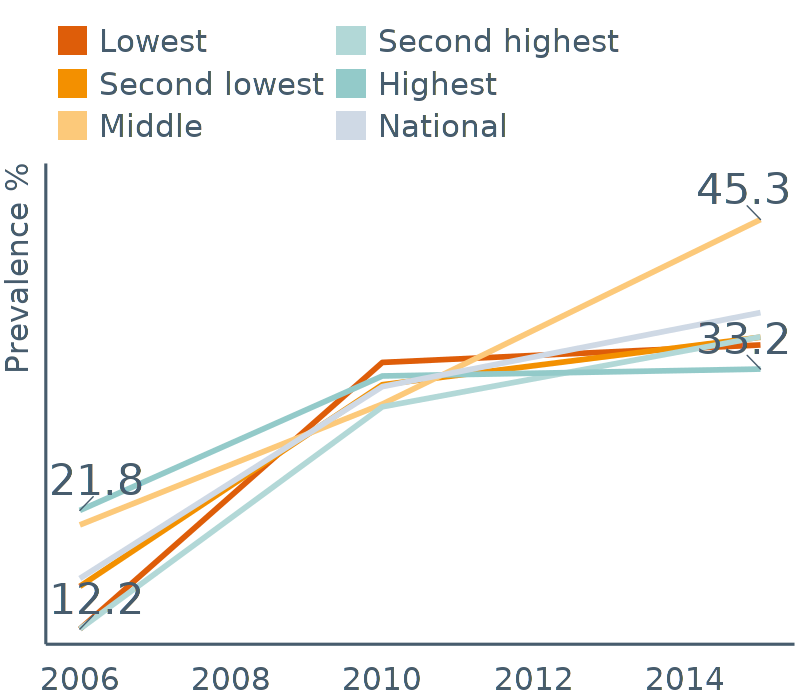 Lowest
Second lowest
Middle
Second highest
Highest
National
Prevalence %
45.3
33.2
21.8
12.2
2006 2008 2010 2012 2014